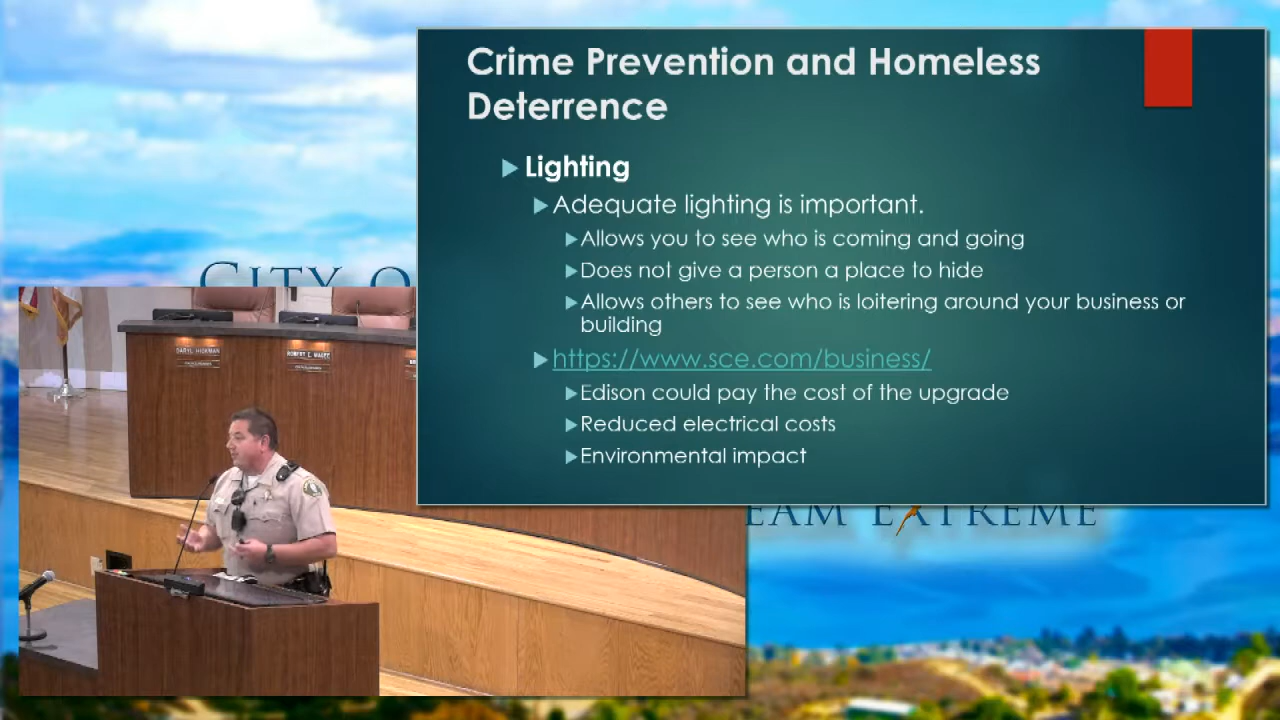 Crime Prevention and Homeless
Deterrence
Lighting
Adequate lighting is important.
Allows you to see who is coming and going
Does not give a person a place to hide
Allows others to see who is loitering around your business or
building
https://www.sce.com/business/
Edison could pay the cost of the upgrade
Reduced electrical costs
Environmental impact
CITY O
DARYL HICKMAN
ROBERT E. MAGEE
EAM EXTREME